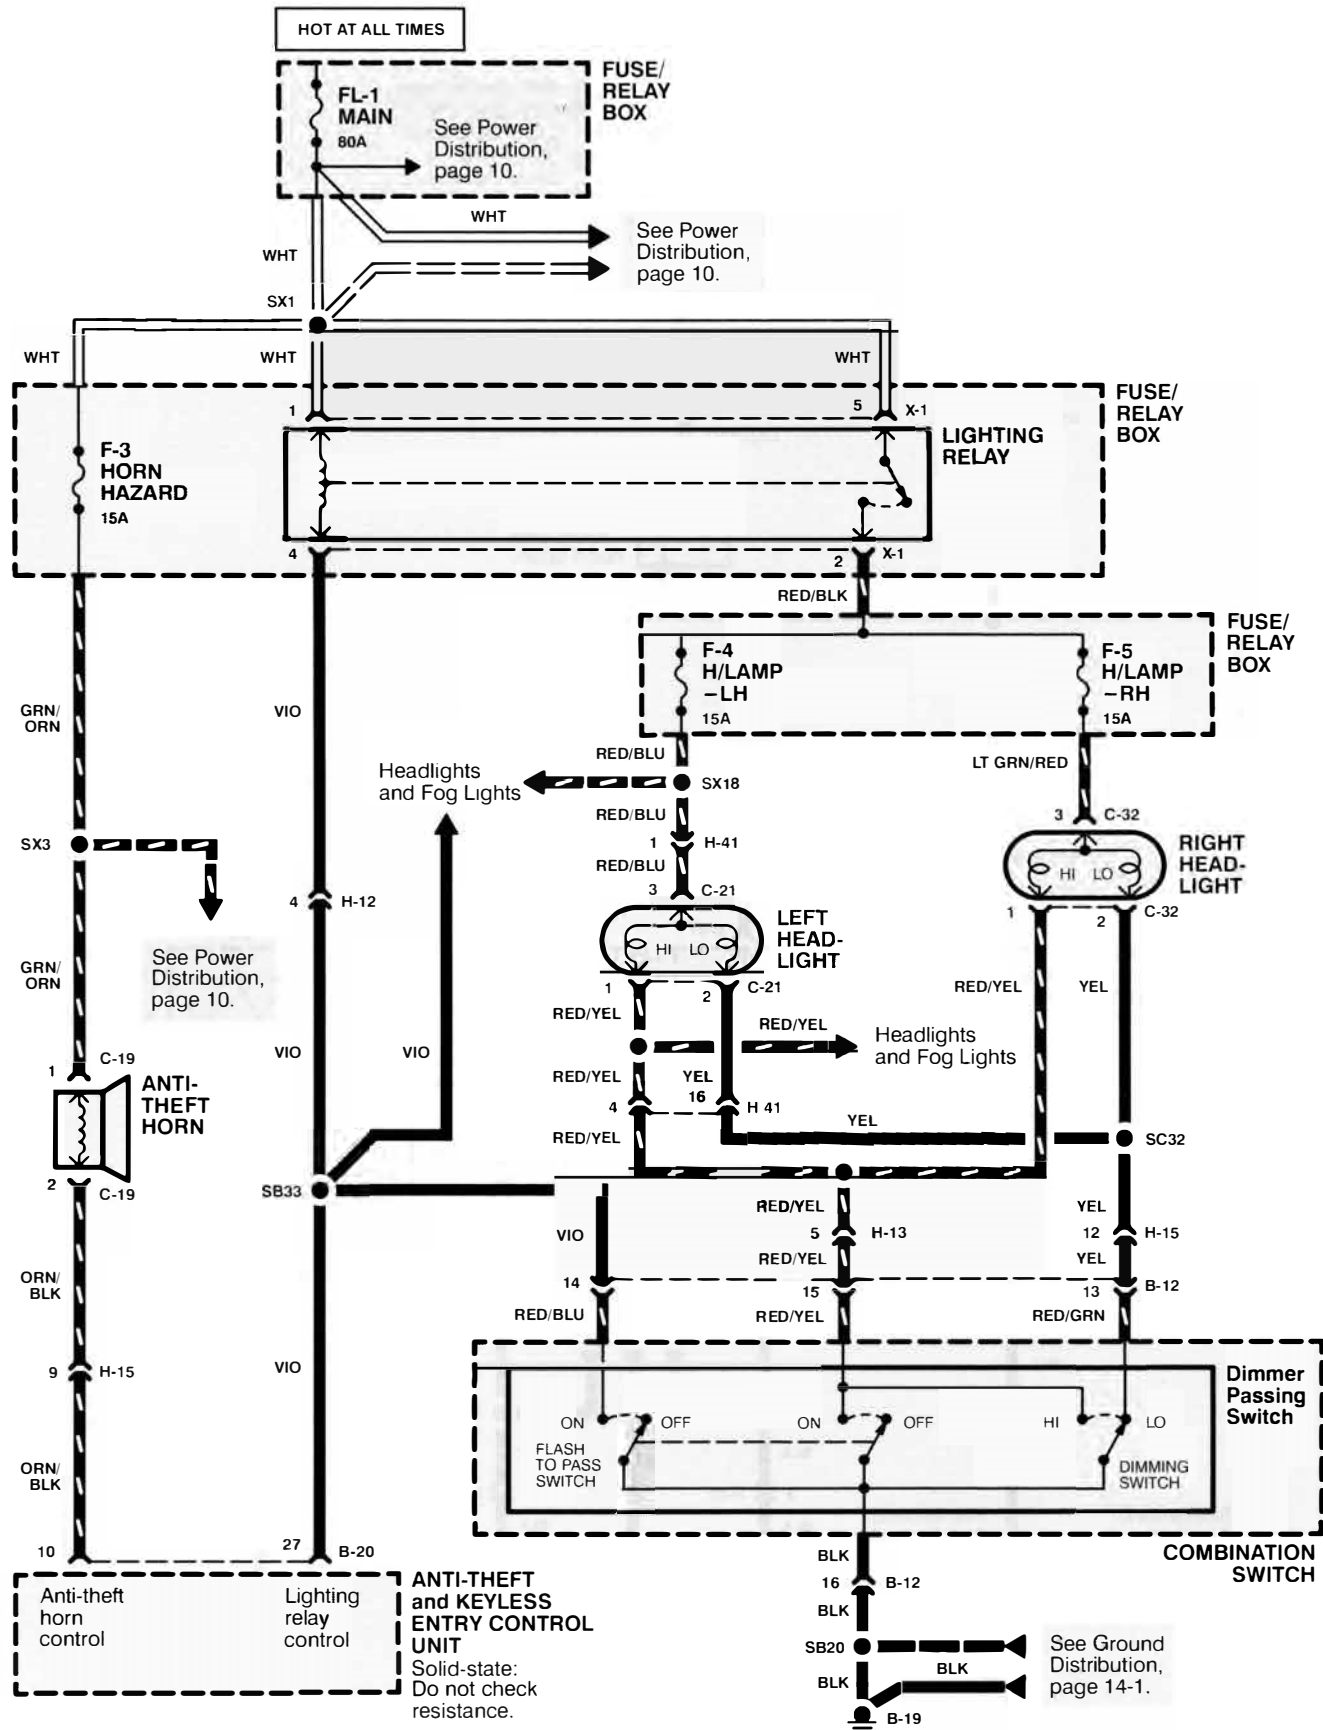 HOT AT ALL TIMES
FUSE/
RELAY
BOX
FL-1
MAIN
80A
See Power
Distribution,
page 10.
WHT
See Power
Distribution,
page 10.
WHT
SX1
WHT
WHT
WHT
FUSE/
RELAY
BOX
1
5
X-1
LIGHTING
RELAY
F-3
HORN
HAZARD
15A
4
2
X-1
RED/BLK
FUSE/
RELAY
BOX
F-4
H/LAMP
–LH
15A
F-5
H/LAMP
–RH
15A
GRN/
ORN
VIO
RED/BLU
LT GRN/RED
Headlights
and Fog Lights
SX18
RED/BLU
3
C-32
SX3
1
H-41
RIGHT
HEAD-
LIGHT
HI
LO
RED/BLU
3
C-21
4
H-12
1
2
C-32
LEFT
HEAD-
LIGHT
HI
LO
See Power
Distribution,
page 10.
GRN/
ORN
1
2
C-21
RED/YEL
YEL
RED/YEL
RED/YEL
Headlights
and Fog Lights
VIO
VIO
1
C-19
ANTI-
THEFT
HORN
RED/YEL
YEL
16
4
H 41
YEL
RED/YEL
SC32
2
C-19
SB33
RED/YEL
YEL
VIO
5
H-13
12
H-15
RED/YEL
YEL
ORN/
BLK
14
15
13
B-12
RED/BLU
RED/YEL
RED/GRN
9
H-15
VIO
Dimmer
Passing
Switch
ON
OFF
ON
OFF
HI
LO
FLASH
TO PASS
SWITCH
DIMMING
SWITCH
ORN/
BLK
10
27
B-20
COMBINATION
SWITCH
BLK
16
B-12
BLK
Anti-theft
horn
control
Lighting
relay
control
ANTI-THEFT
and KEYLESS
ENTRY CONTROL
UNIT
Solid-state:
Do not check
resistance.
SB20
See Ground
Distribution,
page 14-1.
BLK
BLK
B-19